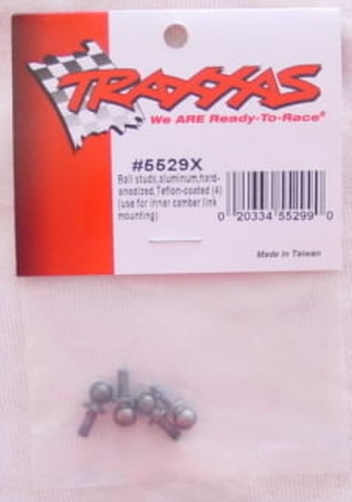 TRAXXAS
We ARE Ready-To-Race®
#5529X
Ball studs,aluminum,hard-
anodized,Teflon-coated (4)
(use for inner camber link
mounting)
0 20334 55299 0
Made in Taiwan